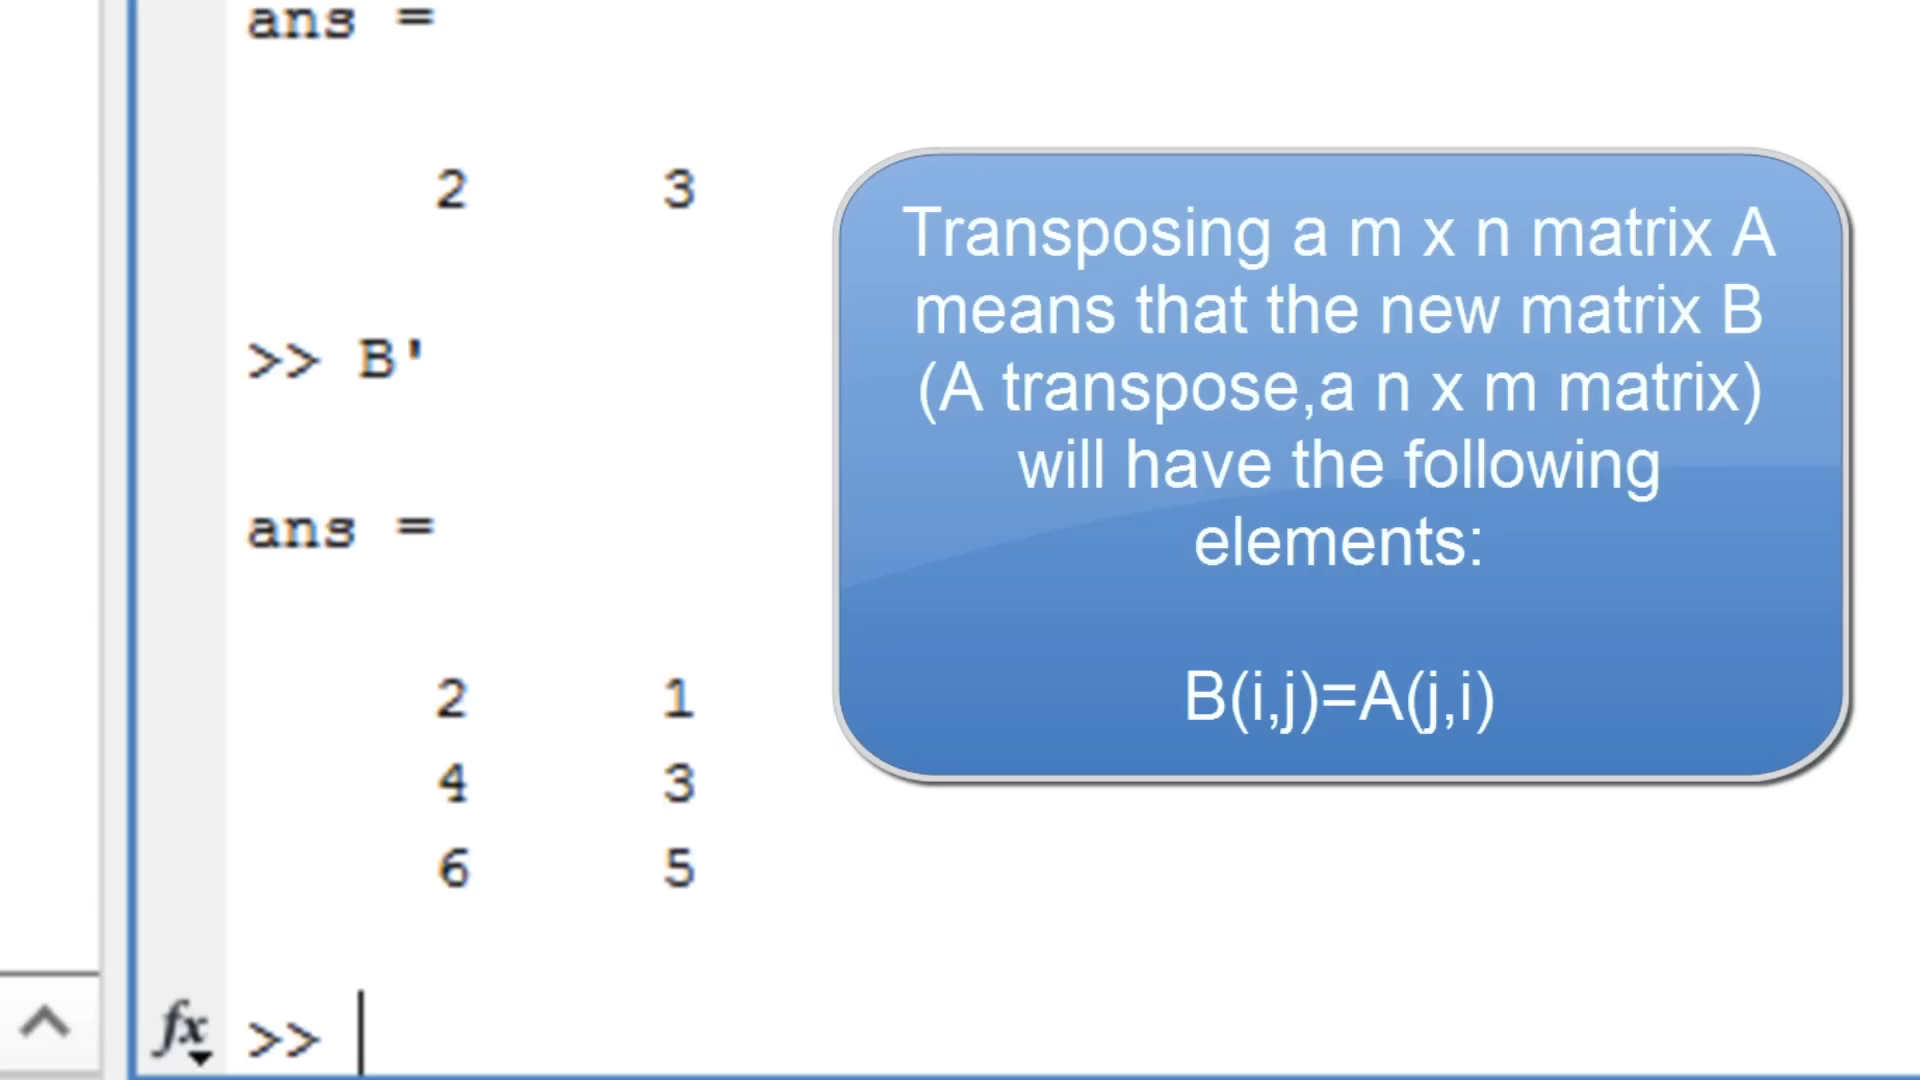 ans =
2 3
>> B'
ans =
2 1
4 3
6 5
fx >>
Transposing a m x n matrix A
means that the new matrix B
(A transpose,a n x m matrix)
will have the following
elements:
B(i,j)=A(j,i)